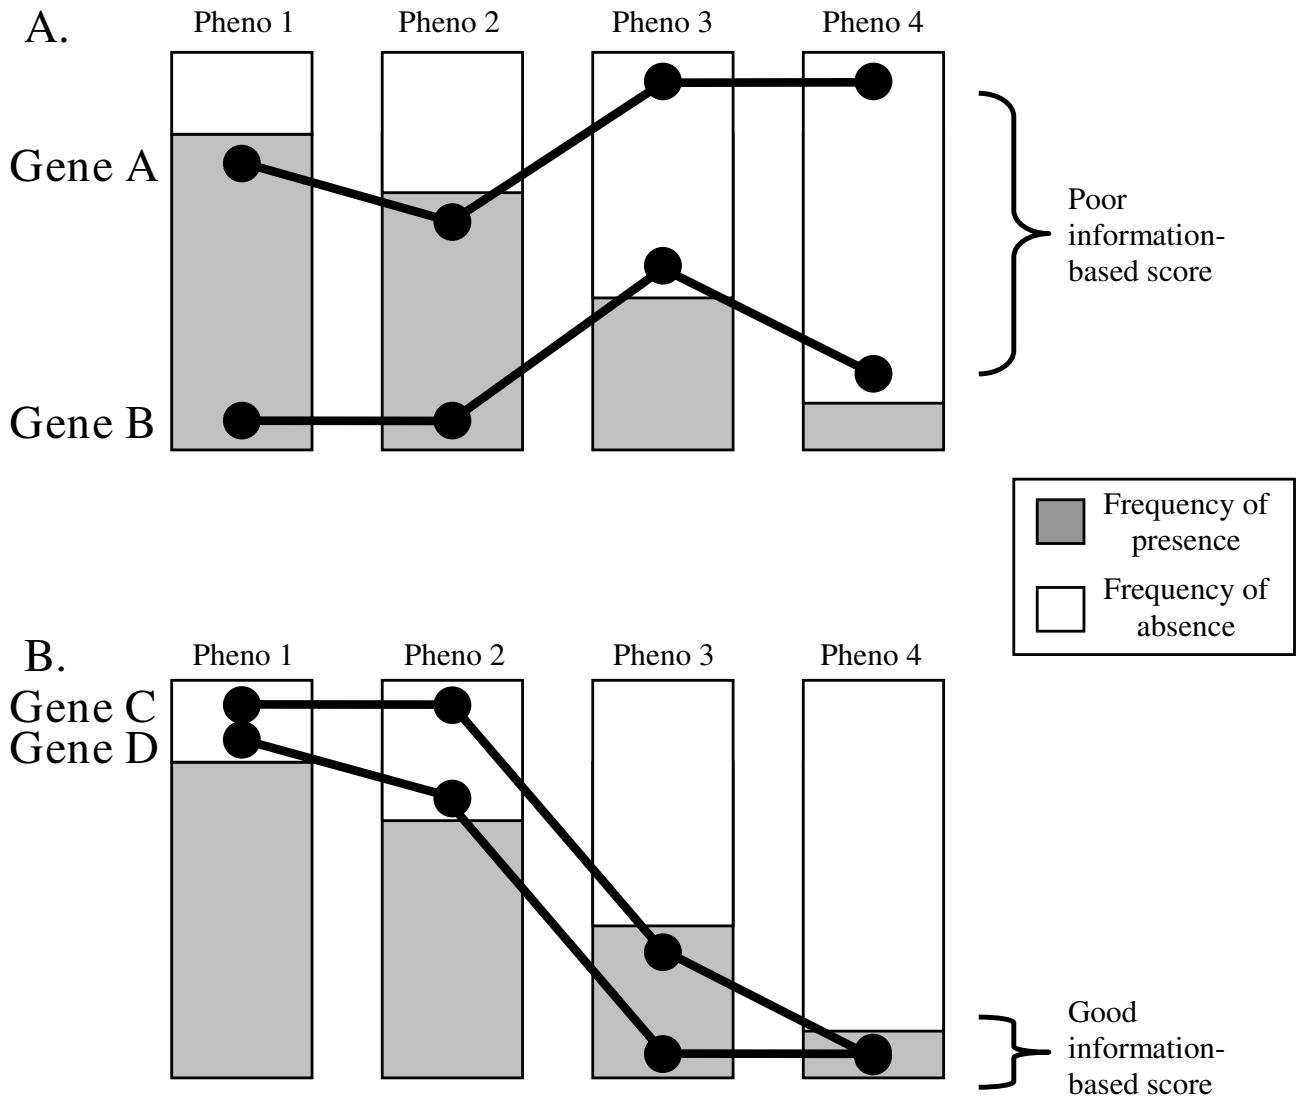 A.
Pheno 1
Pheno 2
Pheno 3
Pheno 4
Gene A
Gene B
Poor
information-
based score
Frequency of
presence
Frequency of
absence
B.
Pheno 1
Pheno 2
Pheno 3
Pheno 4
Gene C
Gene D
Good
information-
based score